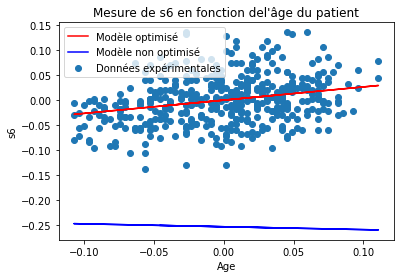 Mesure de s6 en fonction del'âge du patient
Modèle optimisé
Modèle non optimisé
Données expérimentales
0.15
0.10
0.05
0.00
−0.05
−0.10
−0.15
−0.20
−0.25
s6
−0.10
−0.05
0.00
0.05
0.10
Age